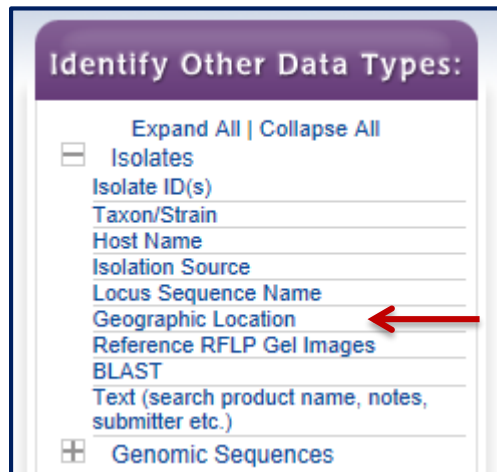 Identify Other Data Types:
Expand All | Collapse All
Isolates
Isolate ID(s)
Taxon/Strain
Host Name
Isolation Source
Locus Sequence Name
Geographic Location
Reference RFLP Gel Images
BLAST
Text (search product name, notes,
submitter etc.)
Genomic Sequences